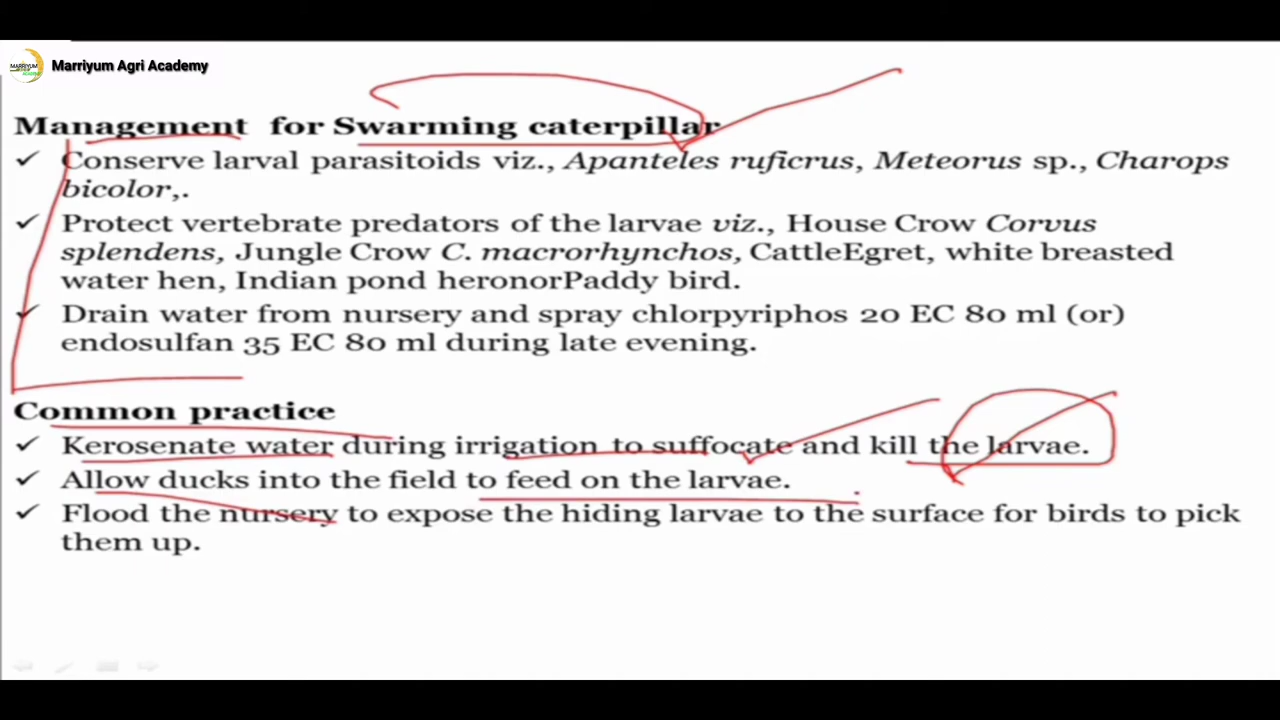 Marriyum Agri Academy
Management for Swarming caterpillar
✓ Conserve larval parasitoids viz., Apanteles ruficrus, Meteorus sp., Charops
bicolor,.
✓ Protect vertebrate predators of the larvae viz., House Crow Corvus
splendens, Jungle Crow C. macrorhynchos, CattleEgret, white breasted
water hen, Indian pond heronorPaddy bird.
✓ Drain water from nursery and spray chlorpyriphos 20 EC 80 ml (or)
endosulfan 35 EC 80 ml during late evening.
Common practice
✓ Kerosenate water during irrigation to suffocate and kill the larvae.
✓ Allow ducks into the field to feed on the larvae.
✓ Flood the nursery to expose the hiding larvae to the surface for birds to pick
them up.